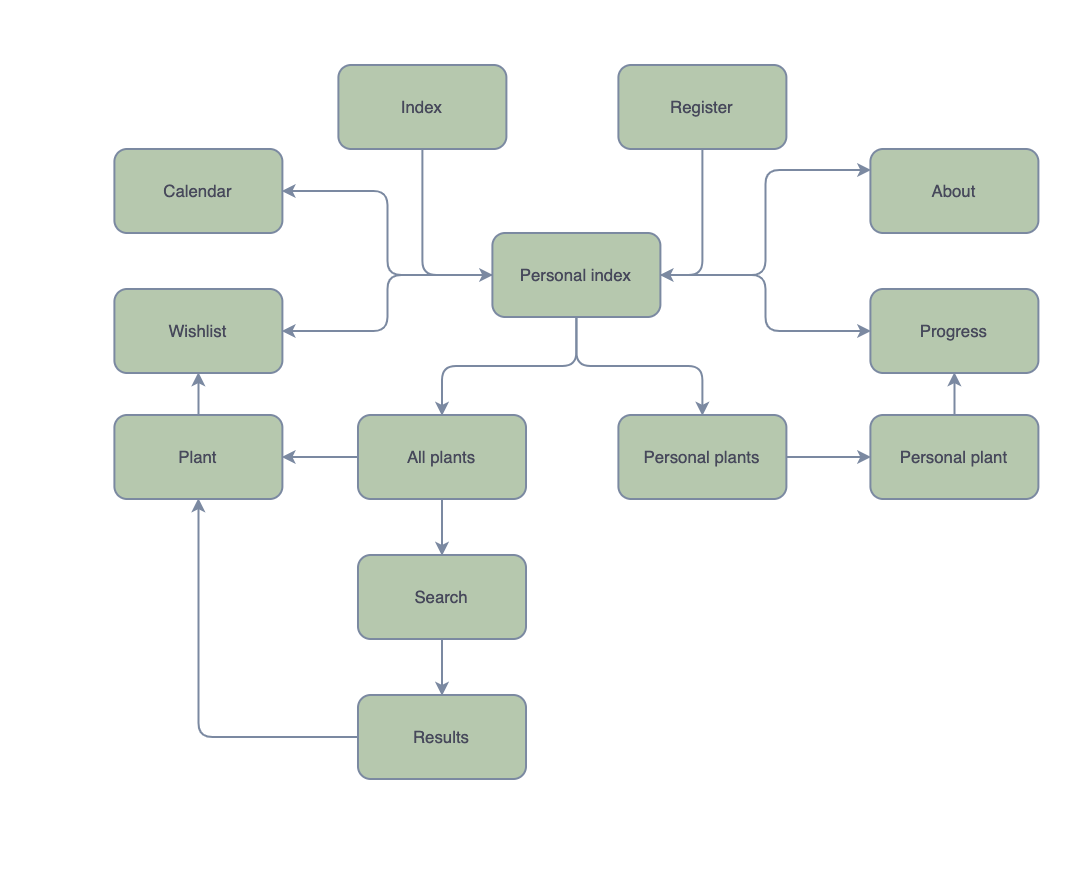 Index
Register
Calendar
About
Personal index
Wishlist
Progress
Plant
All plants
Personal plants
Personal plant
Search
Results